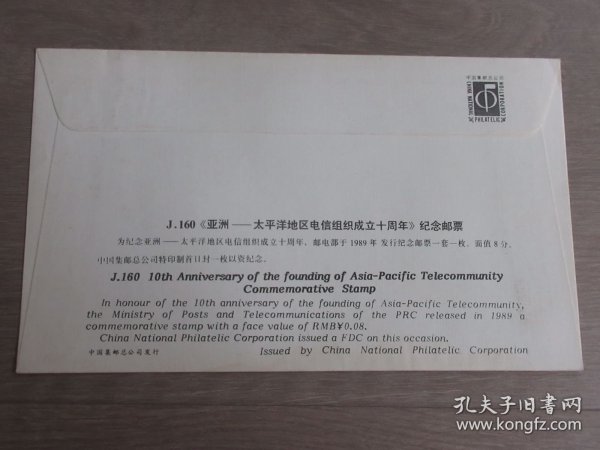 中国集邮总公司
CHINA NATIONAL
PHILATELIC
CORPORATION
J.160《亚洲——太平洋地区电信组织成立十周年》纪念邮票
为纪念亚洲——太平洋地区电信组织成立十周年，邮电部于1989年发行纪念邮票一套一枚，面值8分。
中国集邮总公司特印制首日封一枚以资纪念。
J.160 10th Anniversary of the founding of Asia-Pacific Telecommunity
Commemorative Stamp
In honour of the 10th anniversary of the founding of Asia-Pacific Telecommunity,
the Ministry of Posts and Telecommunications of the PRC released in 1989 a
commemorative stamp with a face value of RMB¥0.08.
China National Philatelic Corporation issued a FDC on this occasion.
中国集邮总公司发行 Issued by China National Philatelic Corporation
孔夫子旧书网
www.kongfz.com